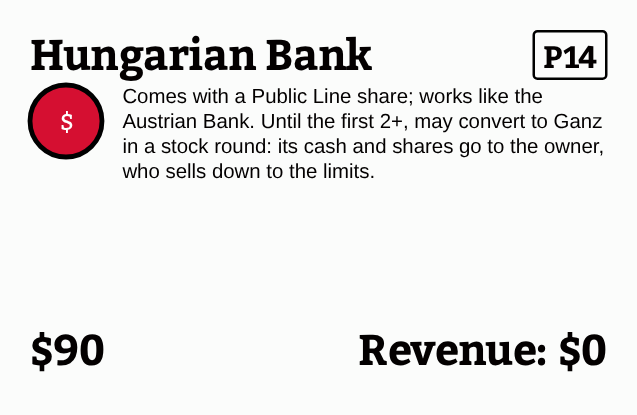 Hungarian Bank
P14
$
Comes with a Public Line share; works like the
Austrian Bank. Until the first 2+, may convert to Ganz
in a stock round: its cash and shares go to the owner,
who sells down to the limits.
$90
Revenue: $0